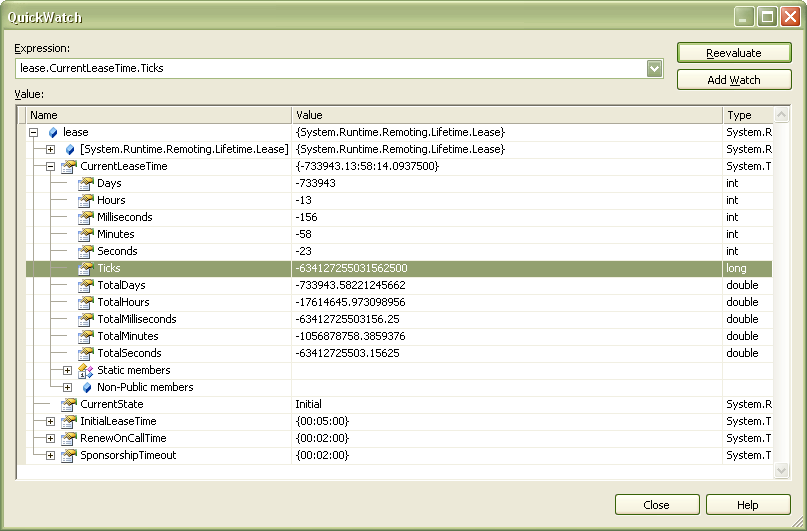 QuickWatch
Expression:
Reevaluate
lease.CurrentLeaseTime.Ticks
Add Watch
Value:
Name Value Type
lease {System.Runtime.Remoting.Lifetime.Lease} System.R
[System.Runtime.Remoting.Lifetime.Lease] {System.Runtime.Remoting.Lifetime.Lease} System.R
CurrentLeaseTime {-733943.13:58:14.0937500} System.T
Days -733943 int
Hours -13 int
Milliseconds -156 int
Minutes -58 int
Seconds -23 int
Ticks -634127255031562500 long
TotalDays -733943.58221245662 double
TotalHours -17614645.973098956 double
TotalMilliseconds -63412725503156.25 double
TotalMinutes -1056878758.3859376 double
TotalSeconds -63412725503.15625 double
Static members
Non-Public members
CurrentState Initial System.R
InitialLeaseTime {00:05:00} System.T
RenewOnCallTime {00:02:00} System.T
SponsorshipTimeout {00:02:00} System.T
Close Help